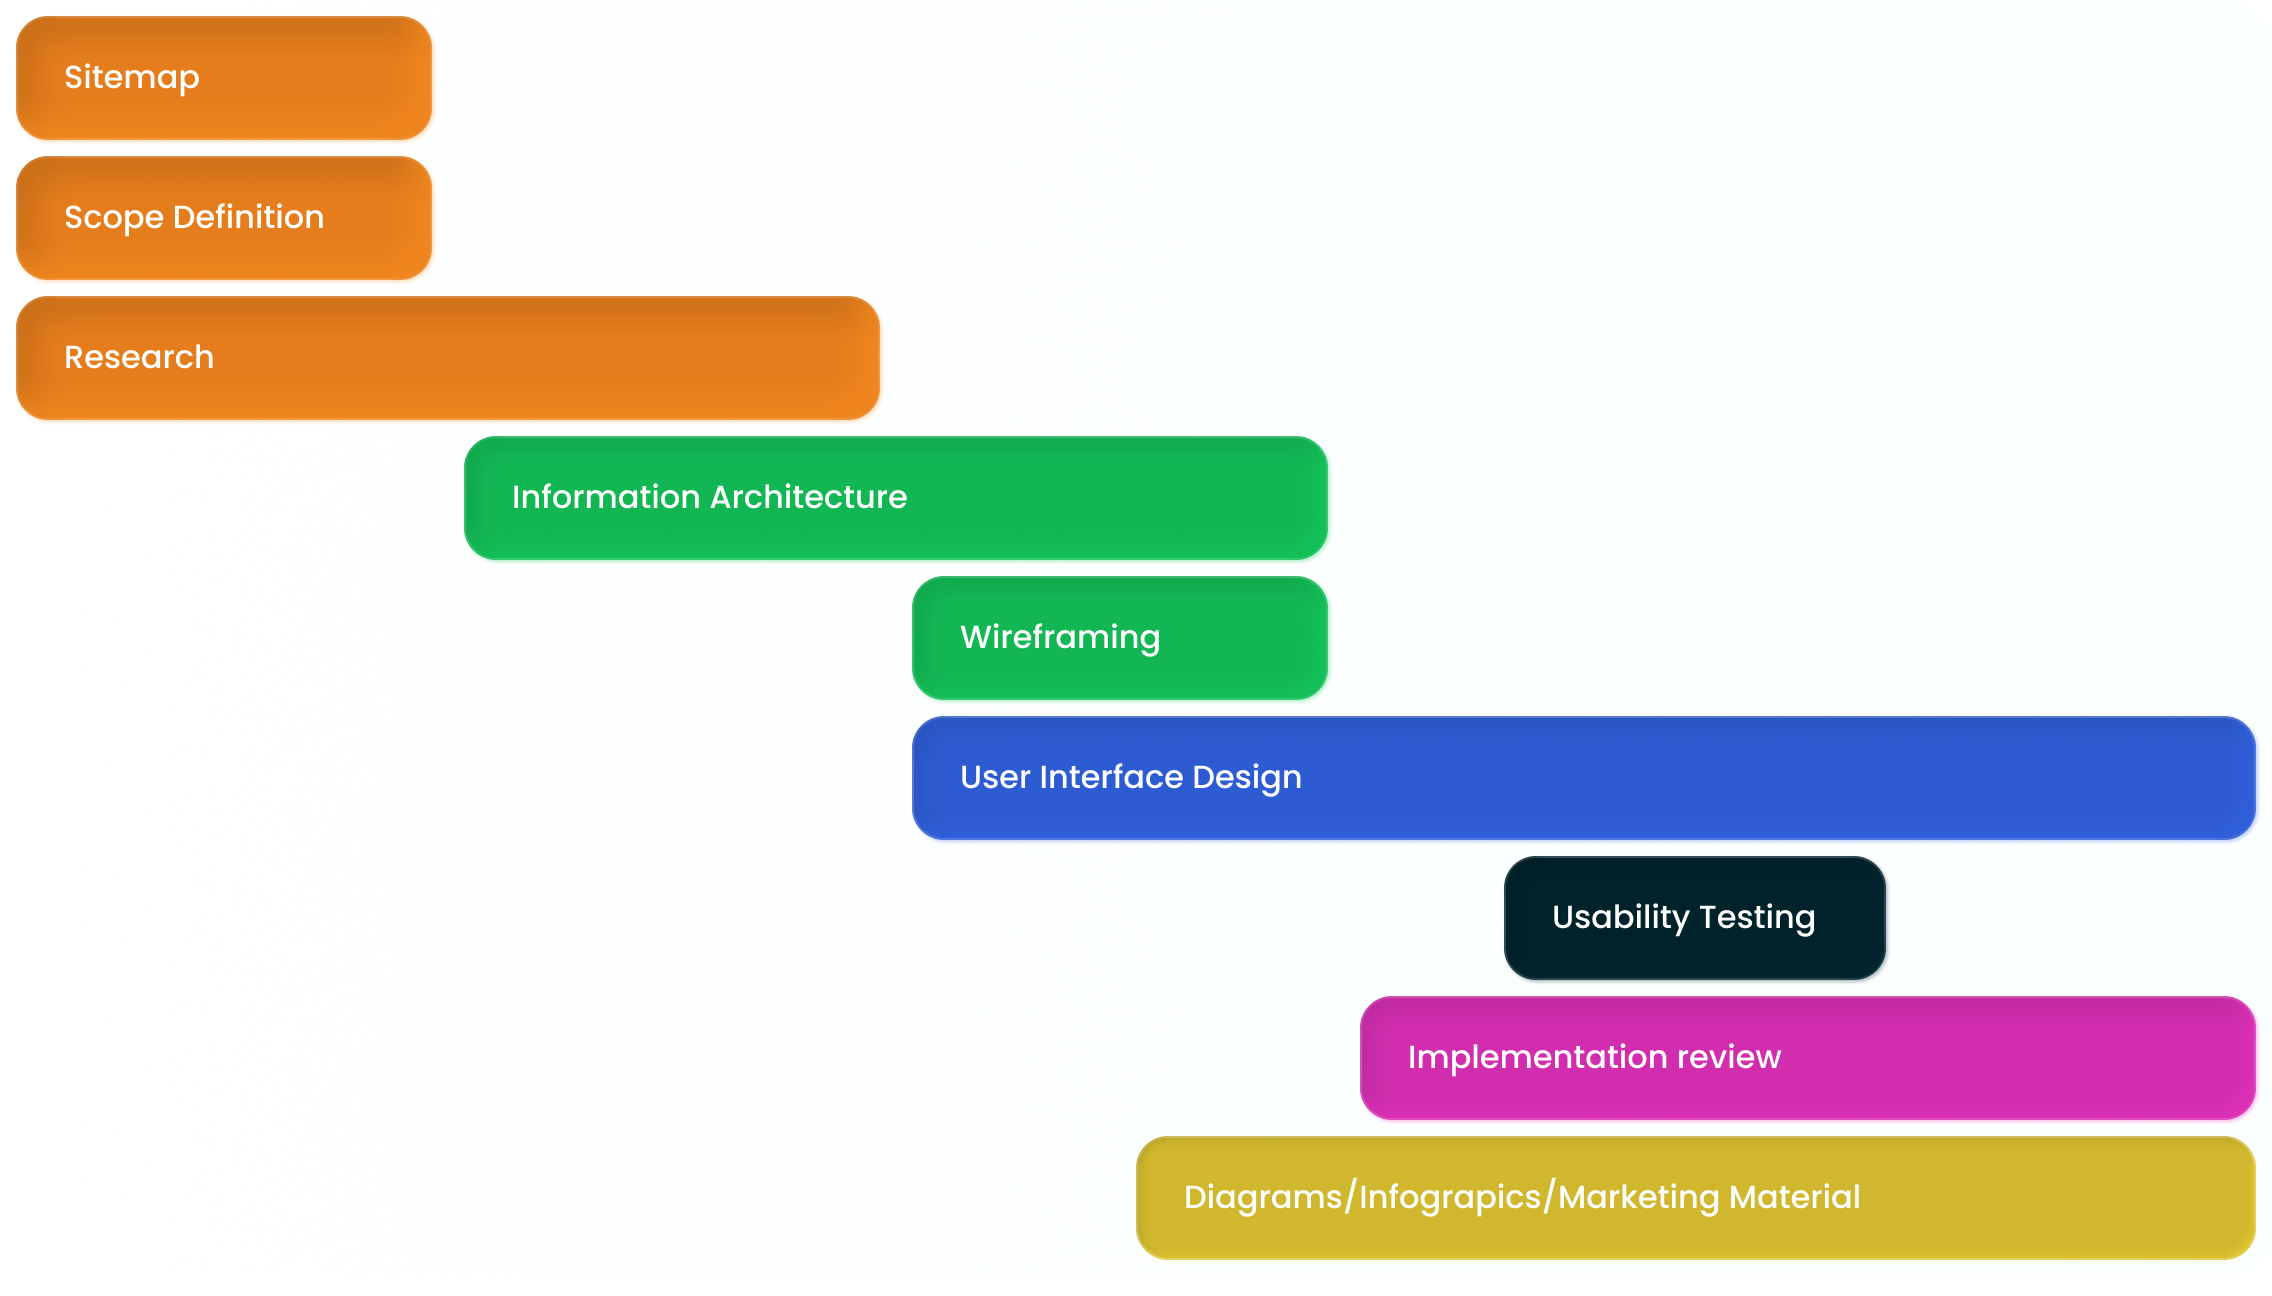 Sitemap
Scope Definition
Research
Information Architecture
Wireframing
User Interface Design
Usability Testing
Implementation review
Diagrams/Infograpics/Marketing Material